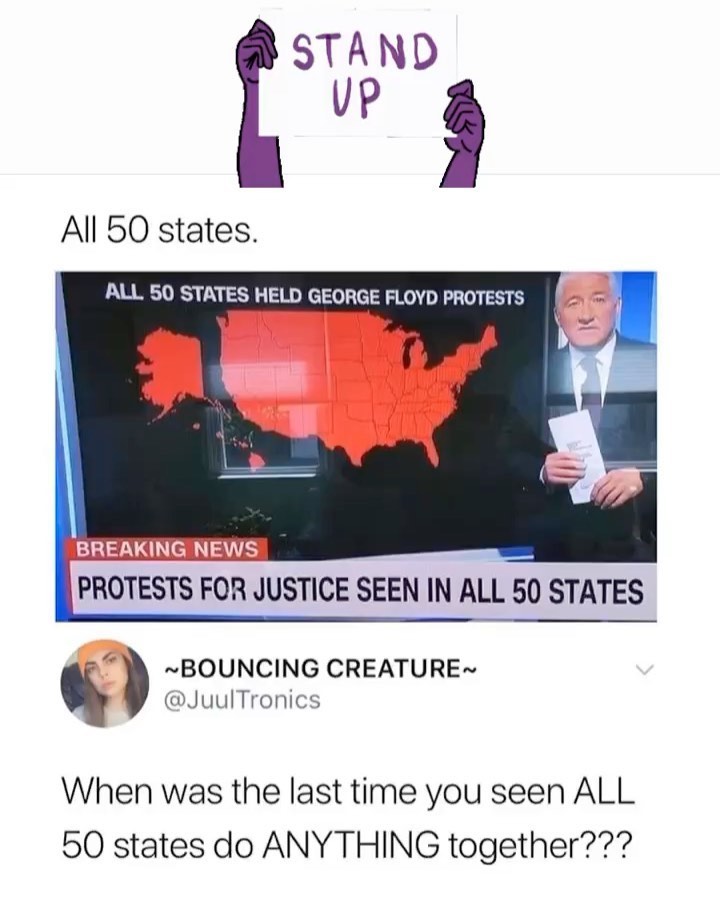 STAND
UP
All 50 states.
ALL 50 STATES HELD GEORGE FLOYD PROTESTS
BREAKING NEWS
PROTESTS FOR JUSTICE SEEN IN ALL 50 STATES
~BOUNCING CREATURE~
@JuulTronics
When was the last time you seen ALL
50 states do ANYTHING together???